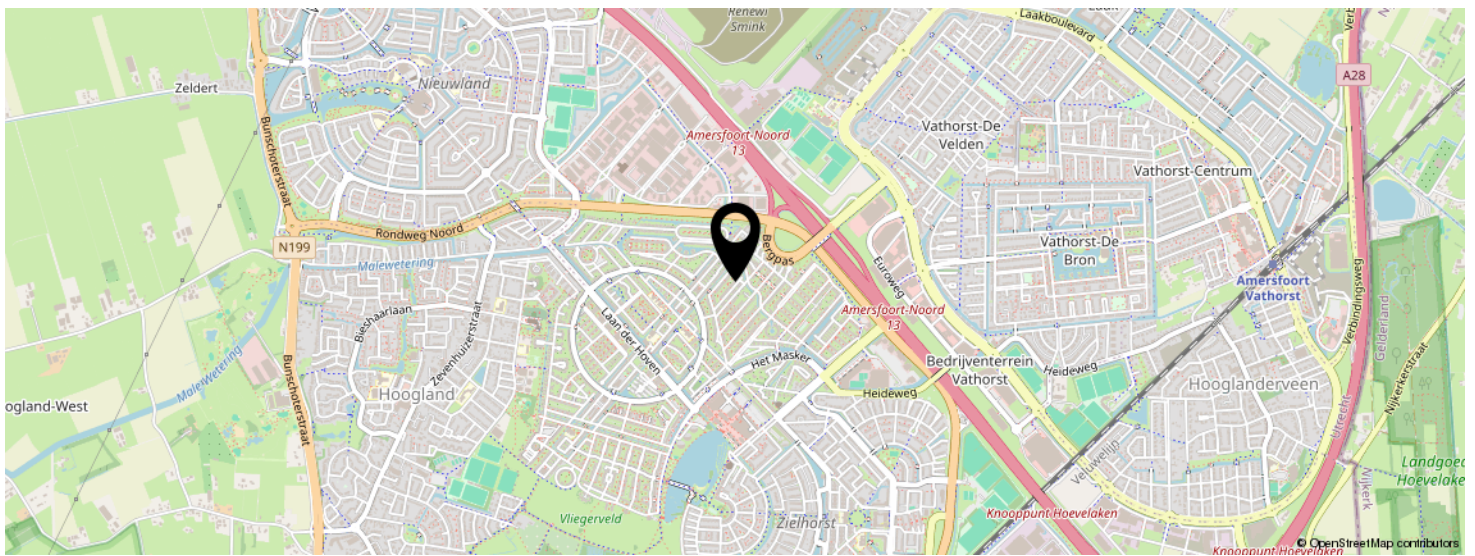 Renewi
Smink
Laakboulevard
Zeldert
Nieuwland
A28
Bunschoterstraat
Amersfoort-Noord
13
Vathorst-De
Velden
Vathorst-Centrum
Rondweg Noord
N199
Malewetering
Bergpas
Euroweg
Vathorst-De
Bron
Amersfoort
Vathorst
Verbindingsweg
Gelderland
Bieshaarlaan
Zevenhuizerstraat
Laan der Hoven
Amersfoort-Noord
13
Malewetering
Bunschoterstraat
Het Masker
Bedrijventerrein
Vathorst
Heideweg
Heideweg
Hooglanderveen
Nijkerkerstraat
Utrecht
Hoogland
ogland-West
Veluwelijn
Nijkerk
Landgoed
Hoevelaken
Vliegerveld
Zielhorst
Knooppunt Hoevelaken
Knooppunt Hoevelaken
© OpenStreetMap contributors